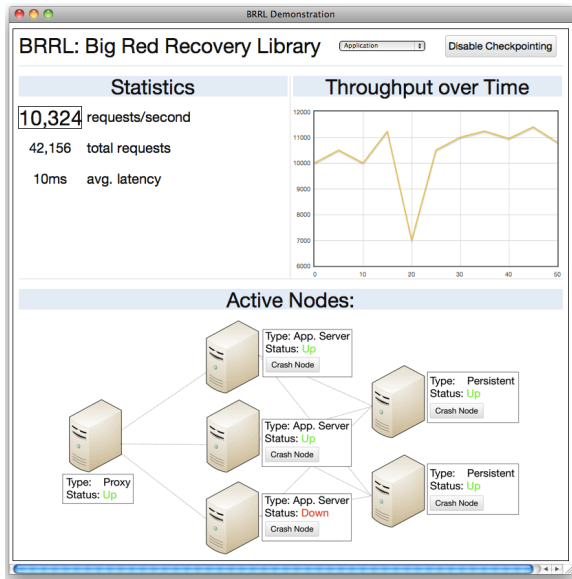 BRRL Demonstration
BRRL: Big Red Recovery Library
Application
Disable Checkpointing
Statistics
10,324 requests/second
42,156 total requests
10ms avg. latency
Throughput over Time
12000
11000
10000
9000
8000
7000
6000
0 10 20 30 40 50
Active Nodes:
Type: App. Server
Status: Up
Crash Node
Type: Persistent
Status: Up
Crash Node
Type: App. Server
Status: Up
Crash Node
Type: Proxy
Status: Up
Type: Persistent
Status: Up
Crash Node
Type: App. Server
Status: Down
Crash Node